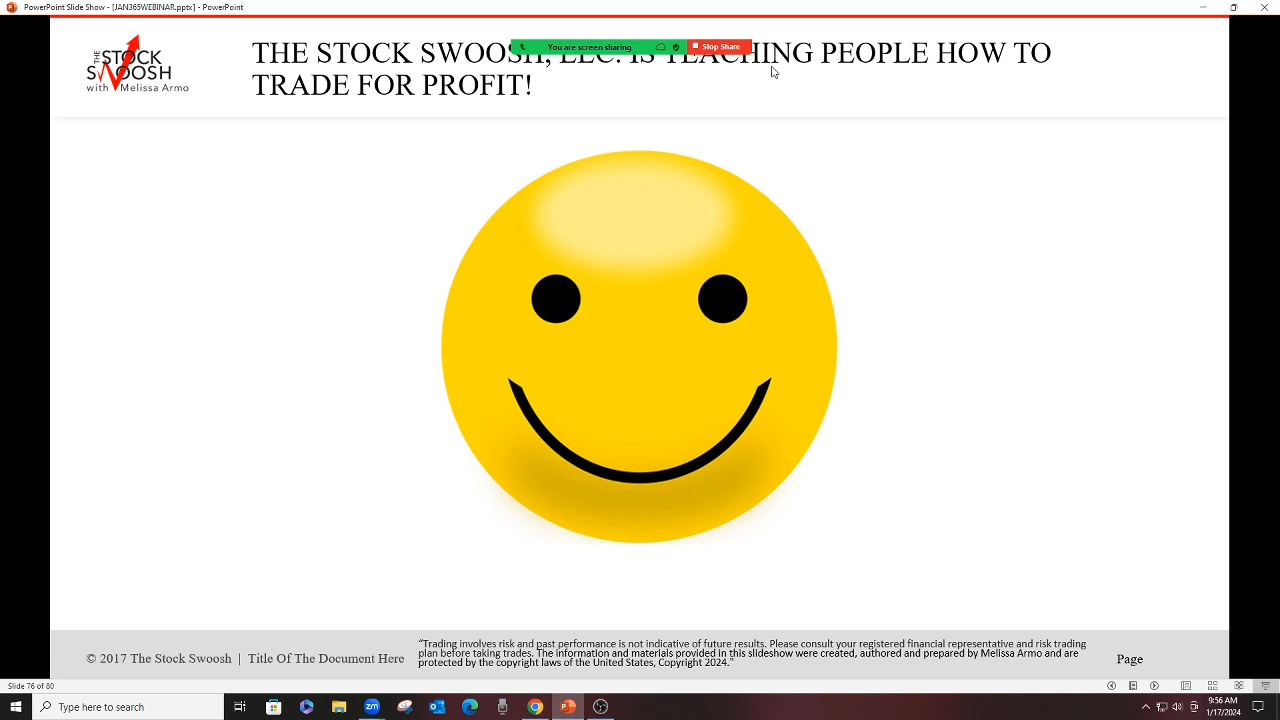 PowerPoint Slide Show - [JAN365WEBINAR.pptx] - PowerPoint
THE
STOCK
SWOOSH
with Melissa Armo
You are screen sharing
Stop Share
THE STOCK SWOOSH, LLC. IS TEACHING PEOPLE HOW TO
TRADE FOR PROFIT!
© 2017 The Stock Swoosh | Title Of The Document Here
"Trading involves risk and past performance is not indicative of future results. Please consult your registered financial representative and risk trading
plan before taking trades. The information and materials provided in this slideshow were created, authored and prepared by Melissa Armo and are
protected by the copyright laws of the United States, Copyright 2024."
Page
Slide 76 of 80
Type here to search
9:56 AM
1/17/2024